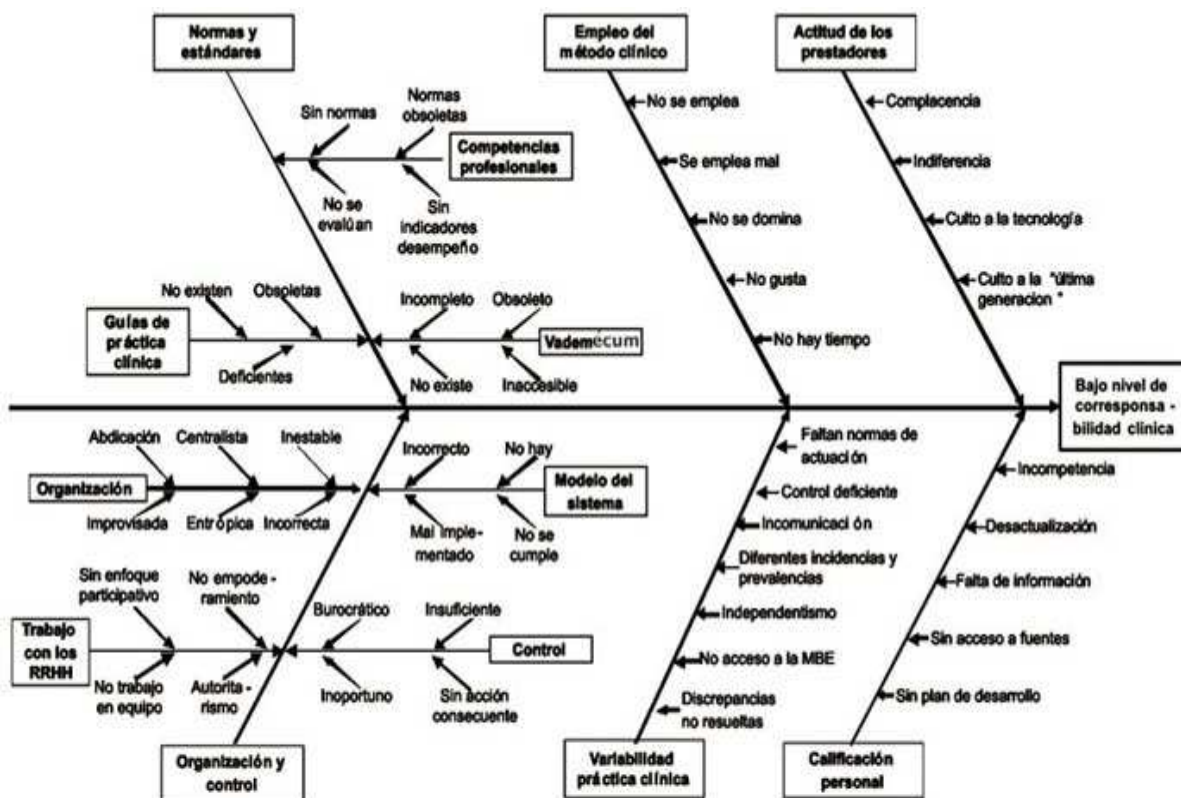 Normas y
estándares
Empleo del
método clínico
Actitud de los
prestadores
Sin normas
Normas
obsoletas
Competencias
profesionales
No se
evalúan
Sin
indicadores
desempeño
No existen
Obsoletas
Guías de
práctica
clínica
Deficientes
Incompleto
Obsoleto
Vademécum
No existe
Inaccesible
No se emplea
Se emplea mal
No se domina
No gusta
No hay tiempo
Complacencia
Indiferencia
Culto a la tecnología
Culto a la "última
generacion "
Bajo nivel de
corresponsa -
bilidad clínica
Abdicación
Centralista
Inestable
Organización
Improvisada
Entrópica
Incorrecta
Incorrecto
No hay
Modelo del
sistema
Mal imple-
mentado
No se
cumple
Sin enfoque
participativo
No empode -
ramiento
Trabajo
con los
RRHH
No trabajo
en equipo
Autorita -
rismo
Burocrático
Insuficiente
Control
Inoportuno
Sin acción
consecuente
Faltan normas de
actuación
Control deficiente
Incomunicación
Diferentes incidencias y
prevalencias
Independentismo
No acceso a la MBE
Discrepancias
no resueltas
Incompetencia
Desactualización
Falta de información
Sin acceso a fuentes
Sin plan de desarrollo
Organización y
control
Variabilidad
práctica clínica
Calificación
personal